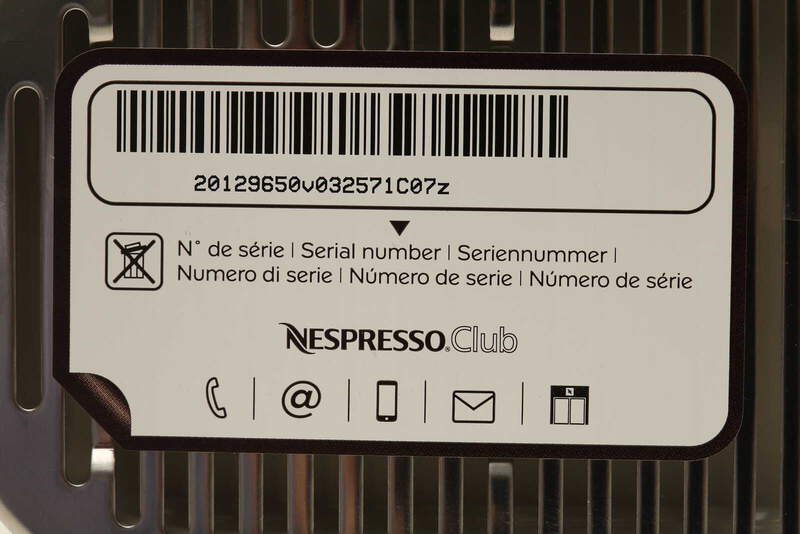 20129650v032571C07z
N° de série | Serial number | Seriennummer |
Numero di serie | Número de serie | Número de série
NESPRESSO.Club
@